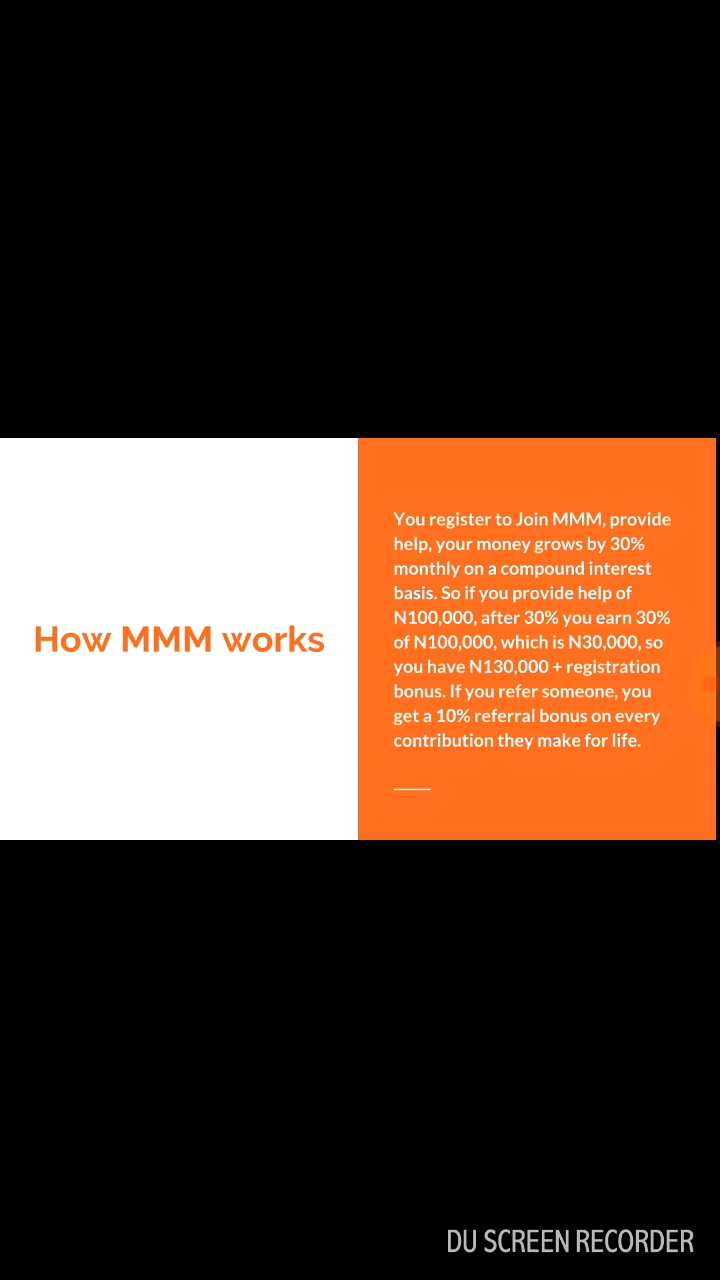 How MMM works
You register to Join MMM, provide
help, your money grows by 30%
monthly on a compound interest
basis. So if you provide help of
N100,000, after 30% you earn 30%
of N100,000, which is N30,000, so
you have N130,000 + registration
bonus. If you refer someone, you
get a 10% referral bonus on every
contribution they make for life.
DU SCREEN RECORDER